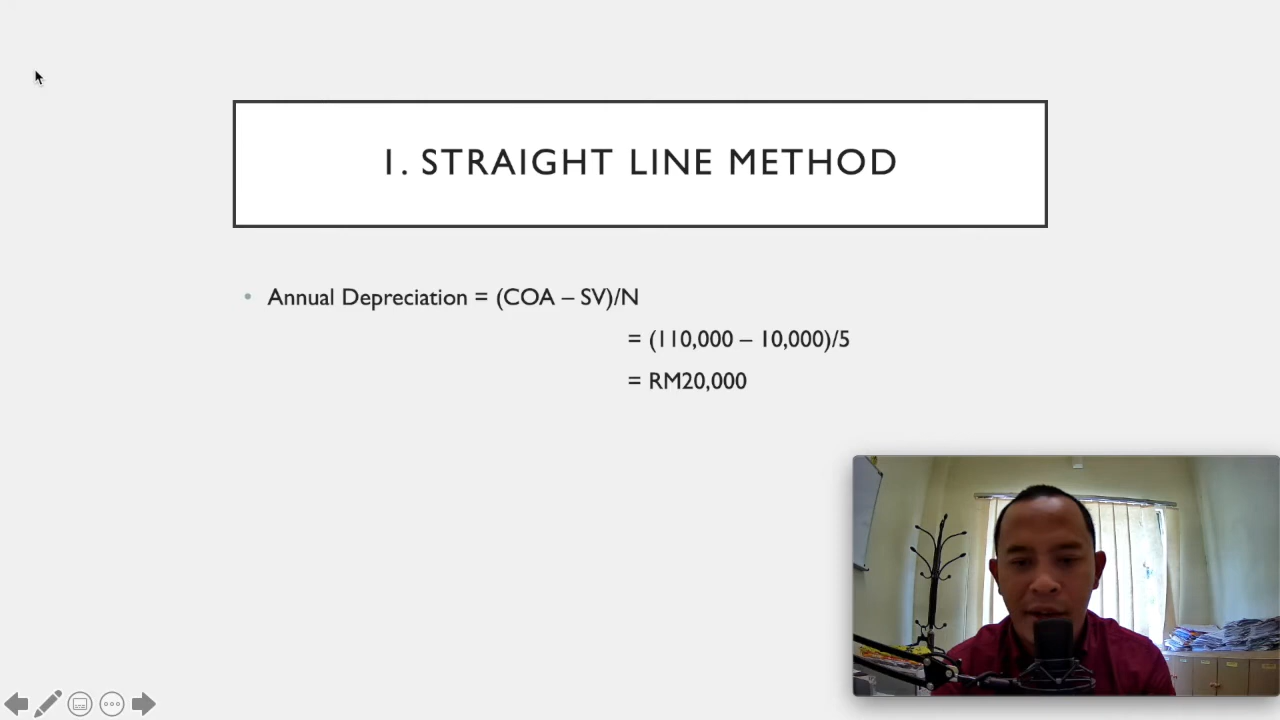 1. STRAIGHT LINE METHOD
• Annual Depreciation = (COA – SV)/N
= (110,000 – 10,000)/5
= RM20,000